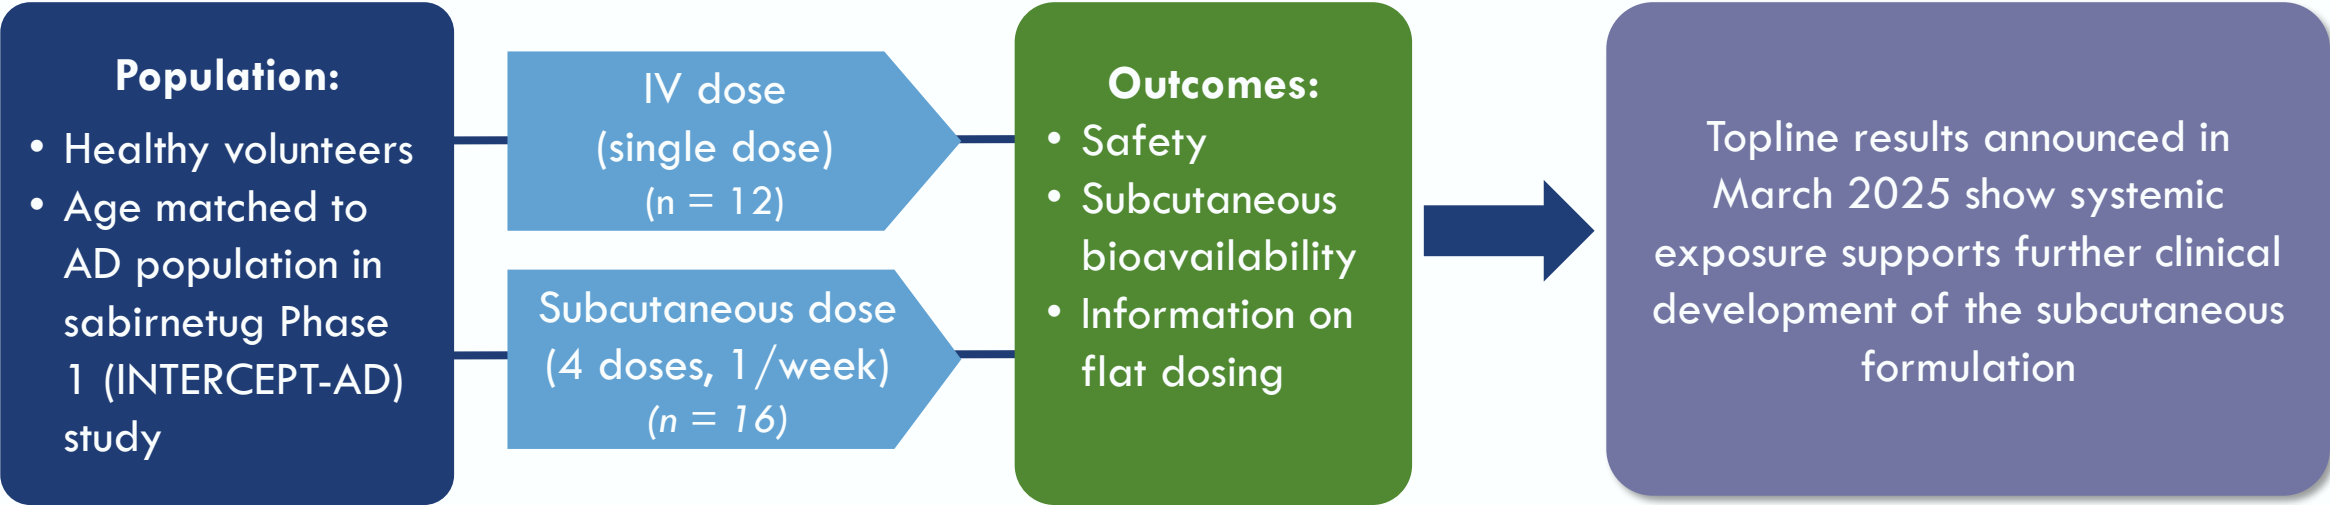 Population:
• Healthy volunteers
• Age matched to
AD population in
sabirnetug Phase
1 (INTERCEPT-AD)
study
IV dose
(single dose)
(n = 12)
Subcutaneous dose
(4 doses, 1/week)
(n = 16)
Outcomes:
• Safety
• Subcutaneous
bioavailability
• Information on
flat dosing
Topline results announced in
March 2025 show systemic
exposure supports further clinical
development of the subcutaneous
formulation